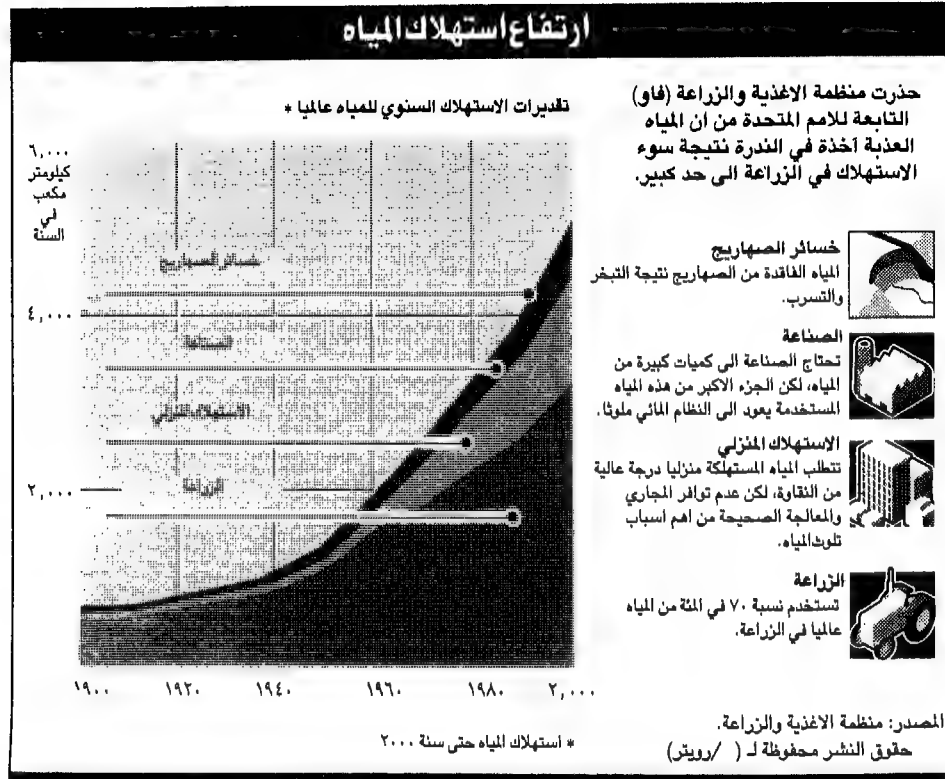 ارتفاع استهلاك المياه
حذرت منظمة الاغذية والزراعة (فاو)
التابعة للامم المتحدة من ان المياه
العذبة آخذة في الندرة نتيجة سوء
الاستهلاك في الزراعة الى حد كبير.
خسائر الصهاريج
المياه الفاقدة من الصهاريج نتيجة التبخر
والتسرب.
الصناعة
تحتاج الصناعة الى كميات كبيرة من
المياه، لكن الجزء الاكبر من هذه المياه
المستخدمة يعود الى النظام المائي ملوثا.
الاستهلاك المنزلي
تتطلب المياه المستهلكة منزليا درجة عالية
من النقاوة، لكن عدم توافر المجاري
والمعالجة الصحيحة من اهم اسباب
تلوث المياه.
الزراعة
تستخدم نسبة ٧٠ في المئة من المياه
عالميا في الزراعة.
المصدر: منظمة الاغذية والزراعة.
حقوق النشر محفوظة لـ ( /رويتر)
تقديرات الاستهلاك السنوي للمياه عالميا *
٦,٠٠٠
كيلومتر
مكعب
في
السنة
خسائر الصهاريج
٤,٠٠٠
الصناعة
الاستهلاك المنزلي
٢,٠٠٠
الزراعة
١٩٠٠ ١٩٢٠ ١٩٤٠ ١٩٦٠ ١٩٨٠ ٢,٠٠٠
* استهلاك المياه حتى سنة ٢٠٠٠